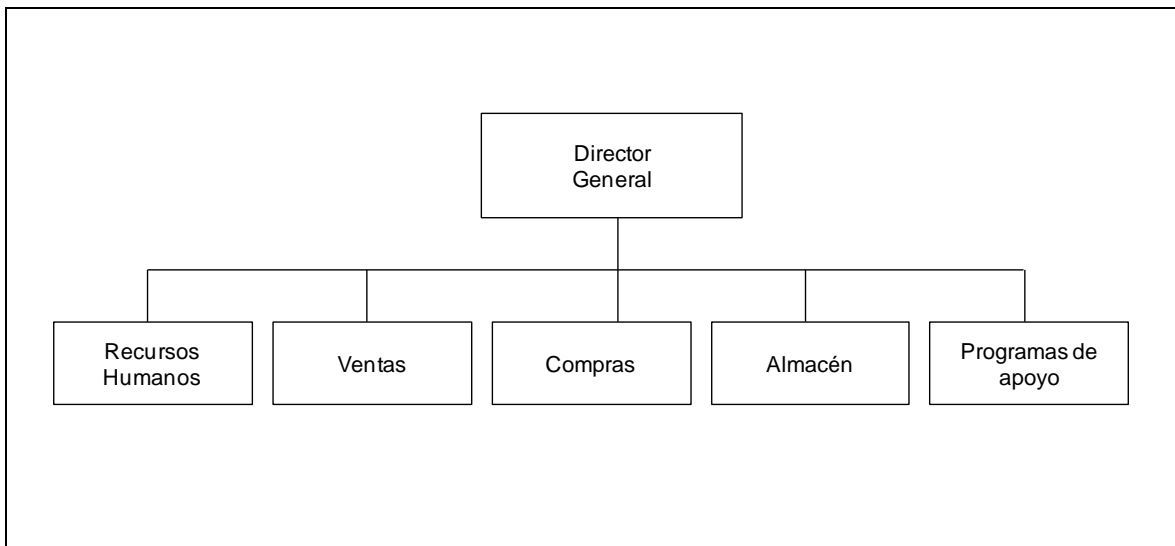 Director
General
Recursos
Humanos
Ventas
Compras
Almacén
Programas de
apoyo